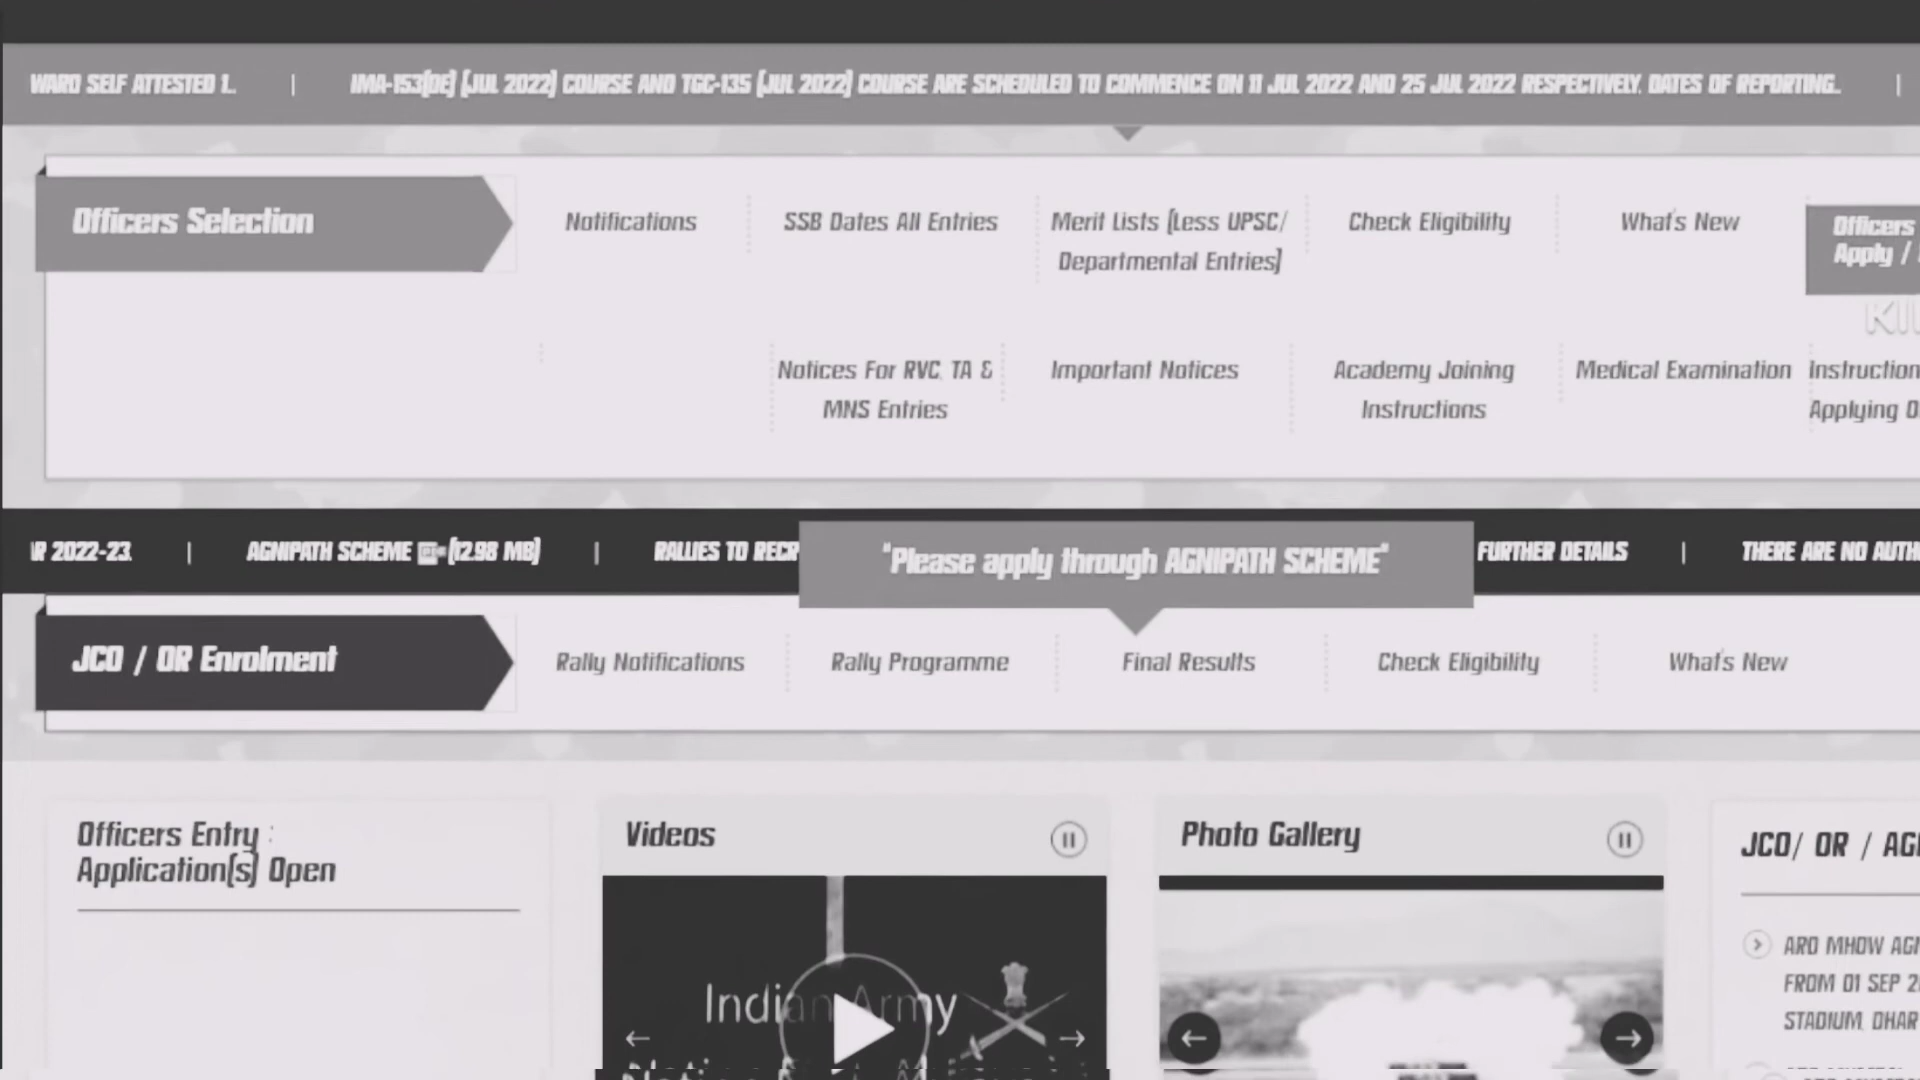 WARD SELF ATTESTED 1... | IMA-153(DE) (JUL 2022) COURSE AND TGC-135 (JUL 2022) COURSE ARE SCHEDULED TO COMMENCE ON 11 JUL 2022 AND 25 JUL 2022 RESPECTIVELY. DATES OF REPORTING... |
Officers Selection
Notifications
SSB Dates All Entries
Merit Lists (Less UPSC/
Departmental Entries)
Check Eligibility
What's New
Officers
Apply /
Notices For RVC, TA &
MNS Entries
Important Notices
Academy Joining
Instructions
Medical Examination
Instruction
Applying
R 2022-23. | AGNIPATH SCHEME (12.98 MB) | RALLIES TO RECR
"Please apply through AGNIPATH SCHEME"
FURTHER DETAILS | THERE ARE NO AUTH
JCO / OR Enrolment
Rally Notifications
Rally Programme
Final Results
Check Eligibility
What's New
Officers Entry :
Application(s) Open
Videos
Indian Army
Photo Gallery
JCO/ OR / AG
ARO MHOW AGN
FROM 01 SEP 2
STADIUM, DHAR